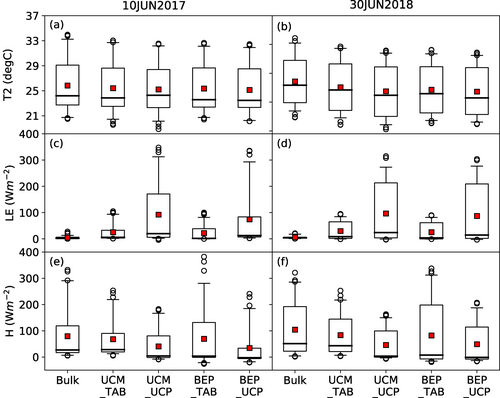 10JUN2017 30JUN2018
(a) (b)
T2 (degC)
37
33
29
25
21
(c) (d)
LE (Wm⁻²)
400
300
200
100
0
(e) (f)
H (Wm⁻²)
400
300
200
100
0
Bulk UCM _TAB UCM _UCP BEP _TAB BEP _UCP Bulk UCM _TAB UCM _UCP BEP _TAB BEP _UCP